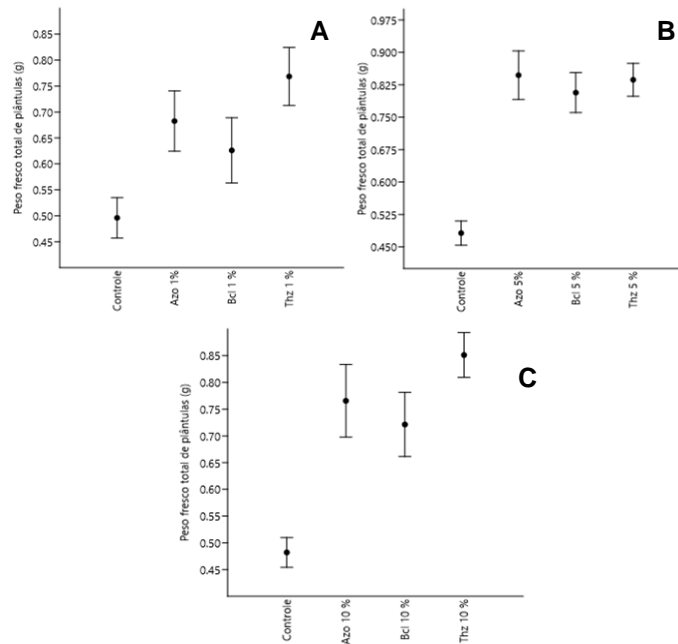 A
Peso fresco total de plântulas (g)
0.85
0.80
0.75
0.70
0.65
0.60
0.55
0.50
0.45
Controle
Azo 1 %
Bcl 1 %
Thz 1 %
B
Peso fresco total de plântulas (g)
0.975
0.900
0.825
0.750
0.675
0.600
0.525
0.450
Controle
Azo 5%
Bcl 5 %
Thz 5 %
C
Peso fresco total de plântulas (g)
0.85
0.80
0.75
0.70
0.65
0.60
0.55
0.50
0.45
Controle
Azo 10 %
Bcl 10 %
Thz 10 %